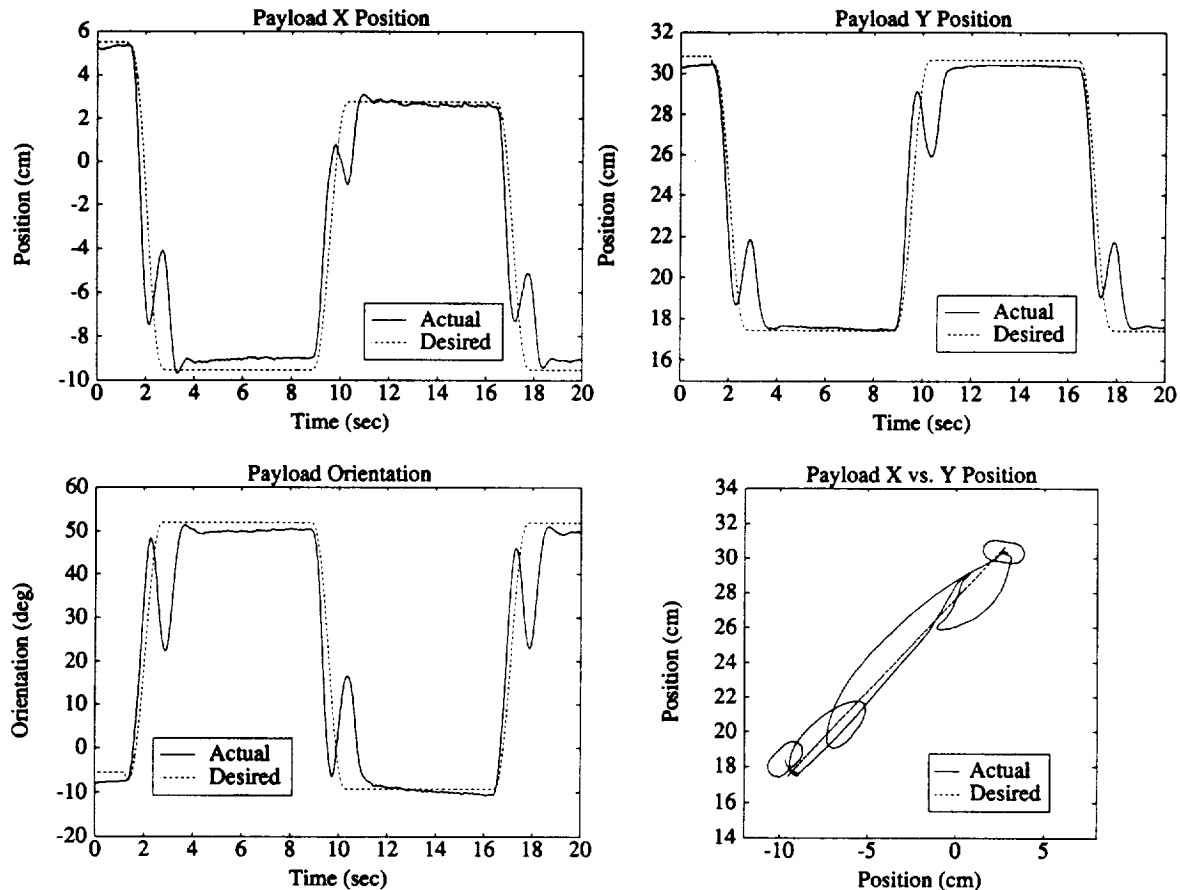 Payload X Position
Position (cm)
6
4
2
0
-2
-4
-6
-8
-10
0 2 4 6 8 10 12 14 16 18 20
Time (sec)
Actual
Desired
Payload Y Position
Position (cm)
32
30
28
26
24
22
20
18
16
0 2 4 6 8 10 12 14 16 18 20
Time (sec)
Actual
Desired
Payload Orientation
Orientation (deg)
60
50
40
30
20
10
0
-10
-20
0 2 4 6 8 10 12 14 16 18 20
Time (sec)
Actual
Desired
Payload X vs. Y Position
Position (cm)
34
32
30
28
26
24
22
20
18
16
14
-10 -5 0 5
Position (cm)
Actual
Desired